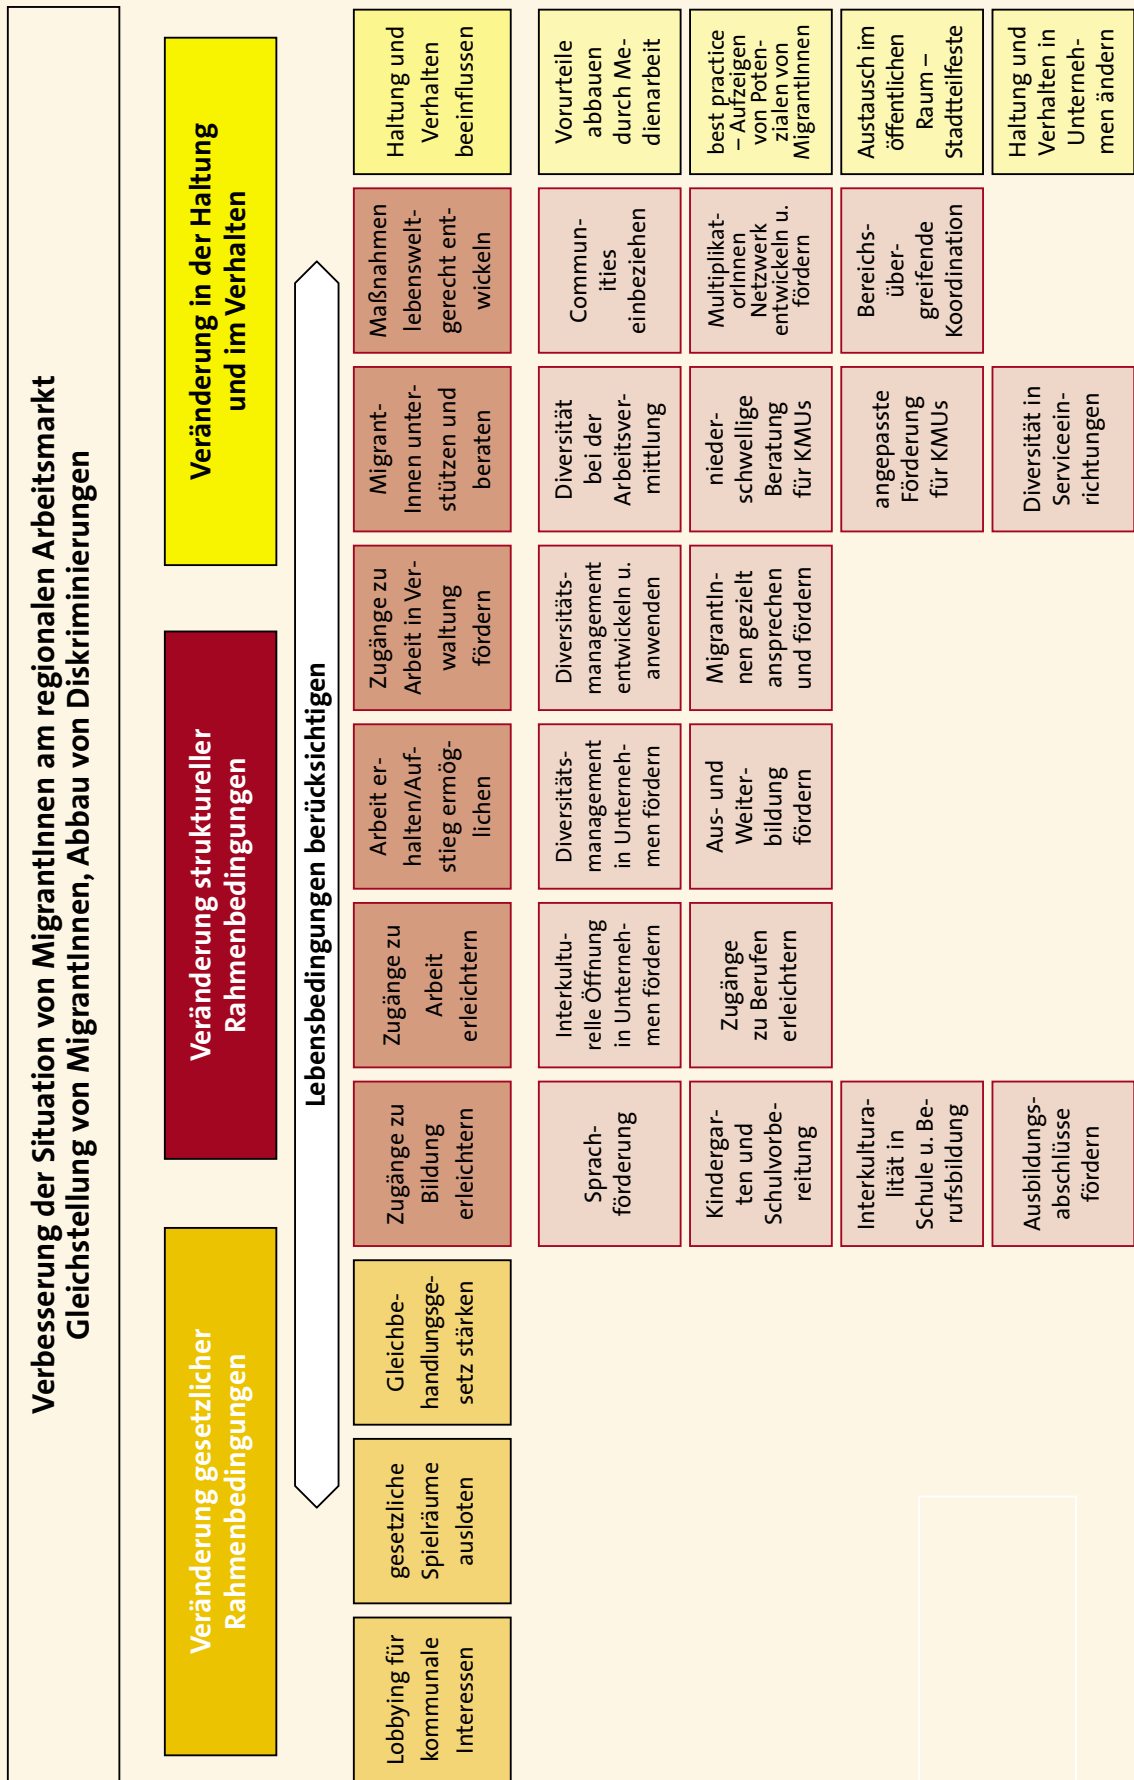 Verbesserung der Situation von MigrantInnen am regionalen Arbeitsmarkt
Gleichstellung von MigrantInnen, Abbau von Diskriminierungen
Veränderung gesetzlicher
Rahmenbedingungen
Veränderung struktureller
Rahmenbedingungen
Veränderung in der Haltung
und im Verhalten
Lebensbedingungen berücksichtigen
Lobbying für
kommunale
Interessen
gesetzliche
Spielräume
ausloten
Gleichbe-
handlungsge-
setz stärken
Zugänge zu
Bildung
erleichtern
Zugänge zu
Arbeit
erleichtern
Arbeit er-
halten/Auf-
stieg ermög-
lichen
Zugänge zu
Arbeit in Ver-
waltung
fördern
Migrant-
Innen unter-
stützen und
beraten
Maßnahmen
lebenswelt-
gerecht ent-
wickeln
Haltung und
Verhalten
beeinflussen
Sprach-
förderung
Interkultu-
relle Öffnung
in Unterneh-
men fördern
Diversitäts-
management
in Unterneh-
men fördern
Diversitäts-
management
entwickeln u.
anwenden
Diversität
bei der
Arbeitsver-
mittlung
Commun-
ities
einbeziehen
Vorurteile
abbauen
durch Me-
dienarbeit
Kindergar-
ten und
Schulvorbe-
reitung
Zugänge
zu Berufen
erleichtern
Aus- und
Weiter-
bildung
fördern
MigrantIn-
nen gezielt
ansprechen
und fördern
nieder-
schwellige
Beratung
für KMUs
Multiplikat-
orInnen
Netzwerk
entwickeln u.
fördern
best practice
– Aufzeigen
von Poten-
zialen von
MigrantInnen
Interkultura-
lität in
Schule u. Be-
rufsbildung
angepasste
Förderung
für KMUs
Bereichs-
über-
greifende
Koordination
Austausch im
öffentlichen
Raum –
Stadtteilfeste
Ausbildungs-
abschlüsse
fördern
Diversität in
Serviceein-
richtungen
Haltung und
Verhalten in
Unterneh-
men ändern